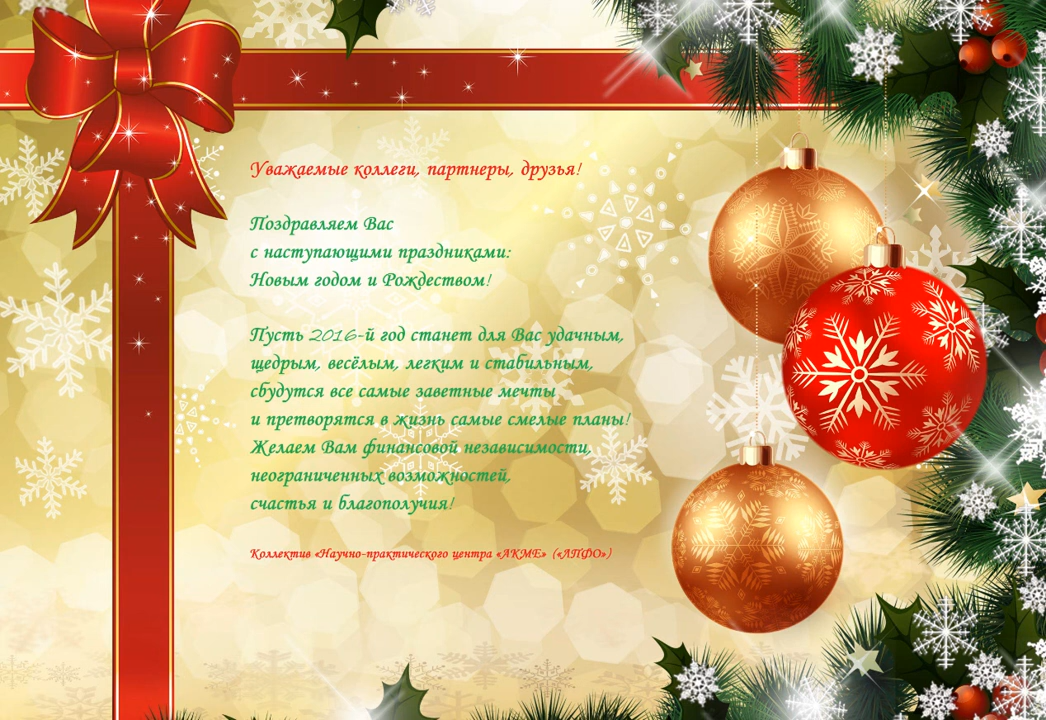 Уважаемые коллеги, партнеры, друзья!
Поздравляем Вас
с наступающими праздниками:
Новым годом и Рождеством!
Пусть 2016-й год станет для Вас удачным,
щедрым, весёлым, легким и стабильным,
сбудутся все самые заветные мечты
и претворятся в жизнь самые смелые планы!
Желаем Вам финансовой независимости,
неограниченных возможностей,
счастья и благополучия!
Коллектив «Научно-практического центра «АКМЕ» («АПФО»)